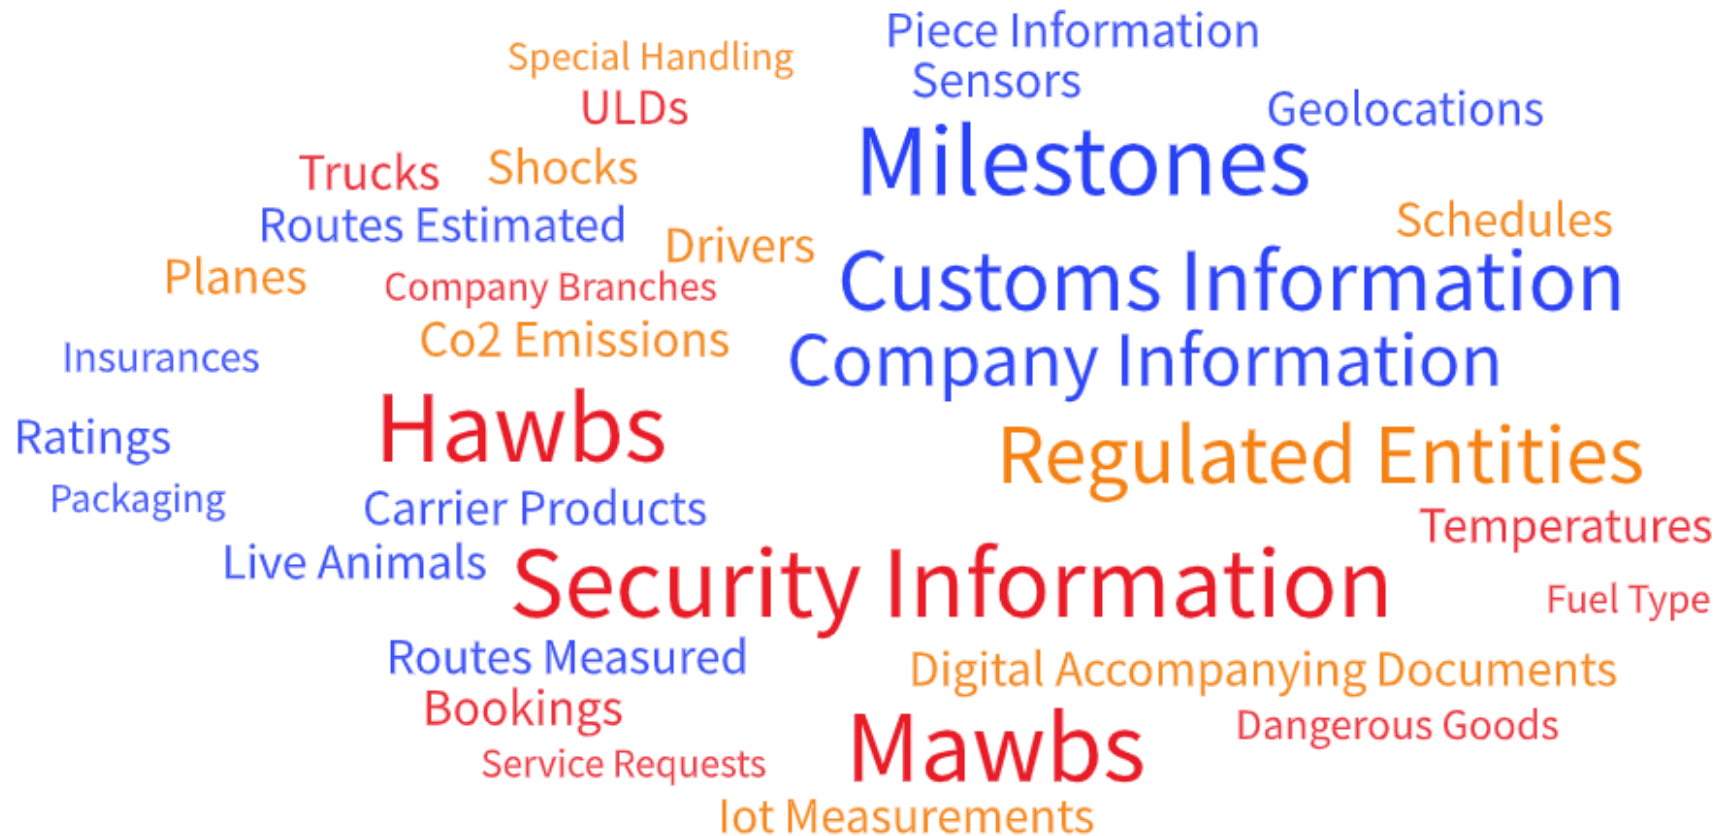 Piece Information
Special Handling
Sensors
ULDs
Geolocations
Milestones
Trucks
Shocks
Routes Estimated
Schedules
Drivers
Planes
Company Branches
Customs Information
Co2 Emissions
Insurances
Company Information
Hawbs
Ratings
Regulated Entities
Packaging
Carrier Products
Temperatures
Live Animals
Security Information
Fuel Type
Routes Measured
Digital Accompanying Documents
Bookings
Dangerous Goods
Mawbs
Service Requests
Iot Measurements